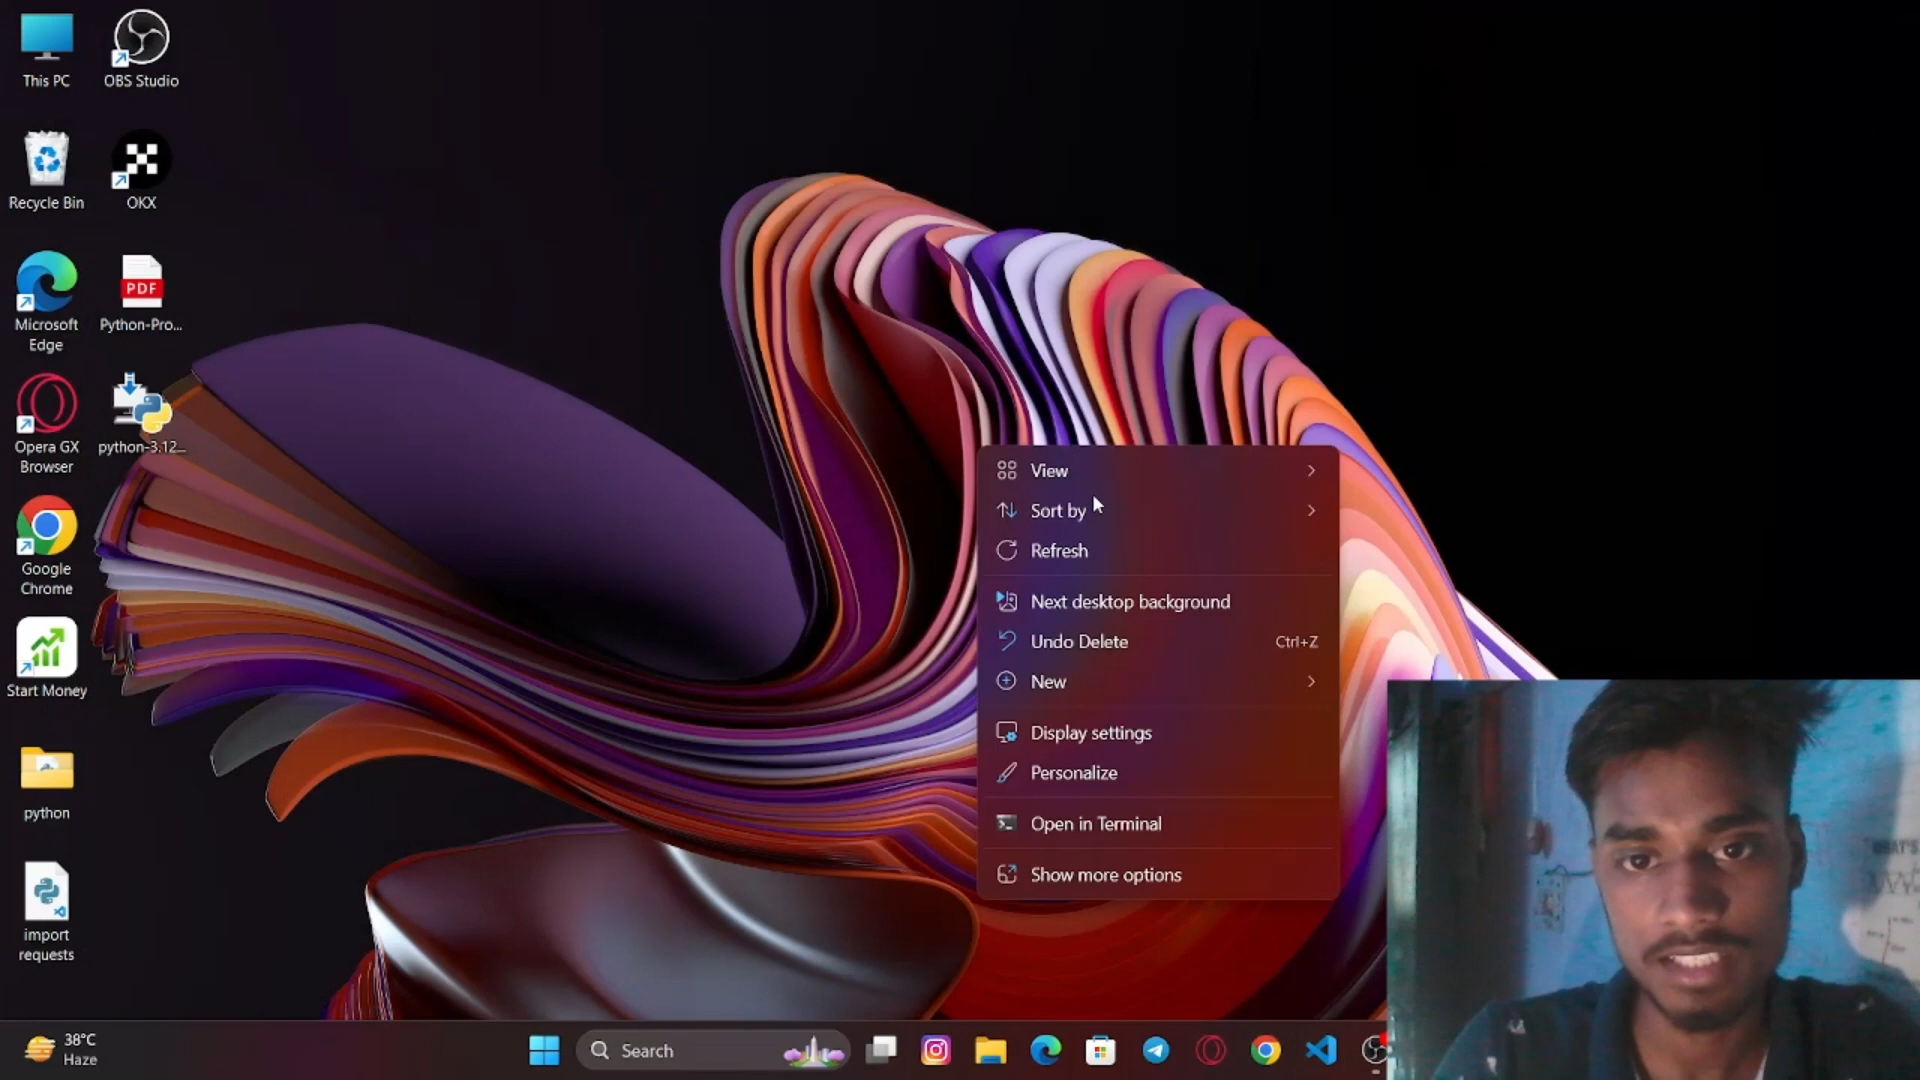 This PC
OBS Studio
Recycle Bin
OKX
Microsoft
Edge
PDF
Python-Pro...
Opera GX
Browser
python-3.12...
Google
Chrome
Start Money
python
import
requests
View
Sort by
Refresh
Next desktop background
Undo Delete Ctrl+Z
New
Display settings
Personalize
Open in Terminal
Show more options
38°C
Haze
Search